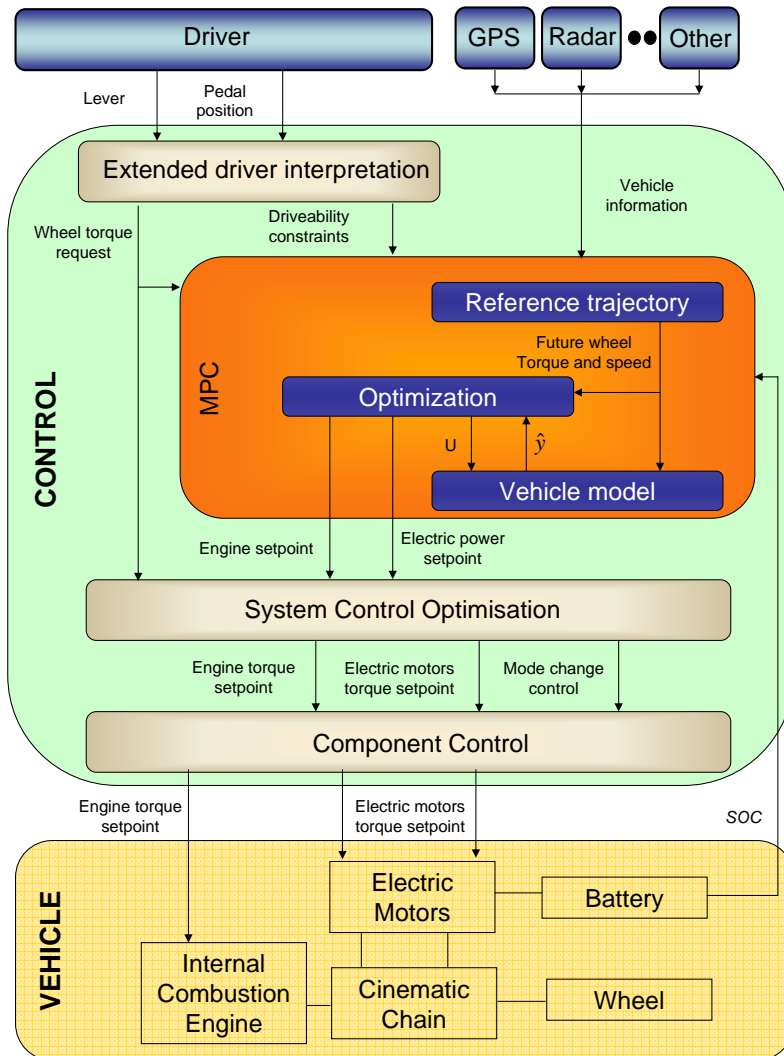 Driver
GPS
Radar
Other
Lever
Pedal
position
Extended driver interpretation
Vehicle
information
Wheel torque
request
Driveability
constraints
Reference trajectory
Future wheel
Torque and speed
MPC
Optimization
CONTROL
U
ŷ
Vehicle model
Engine setpoint
Electric power
setpoint
System Control Optimisation
Engine torque
setpoint
Electric motors
torque setpoint
Mode change
control
Component Control
Engine torque
setpoint
Electric motors
torque setpoint
SOC
VEHICLE
Electric
Motors
Battery
Internal
Combustion
Engine
Cinematic
Chain
Wheel